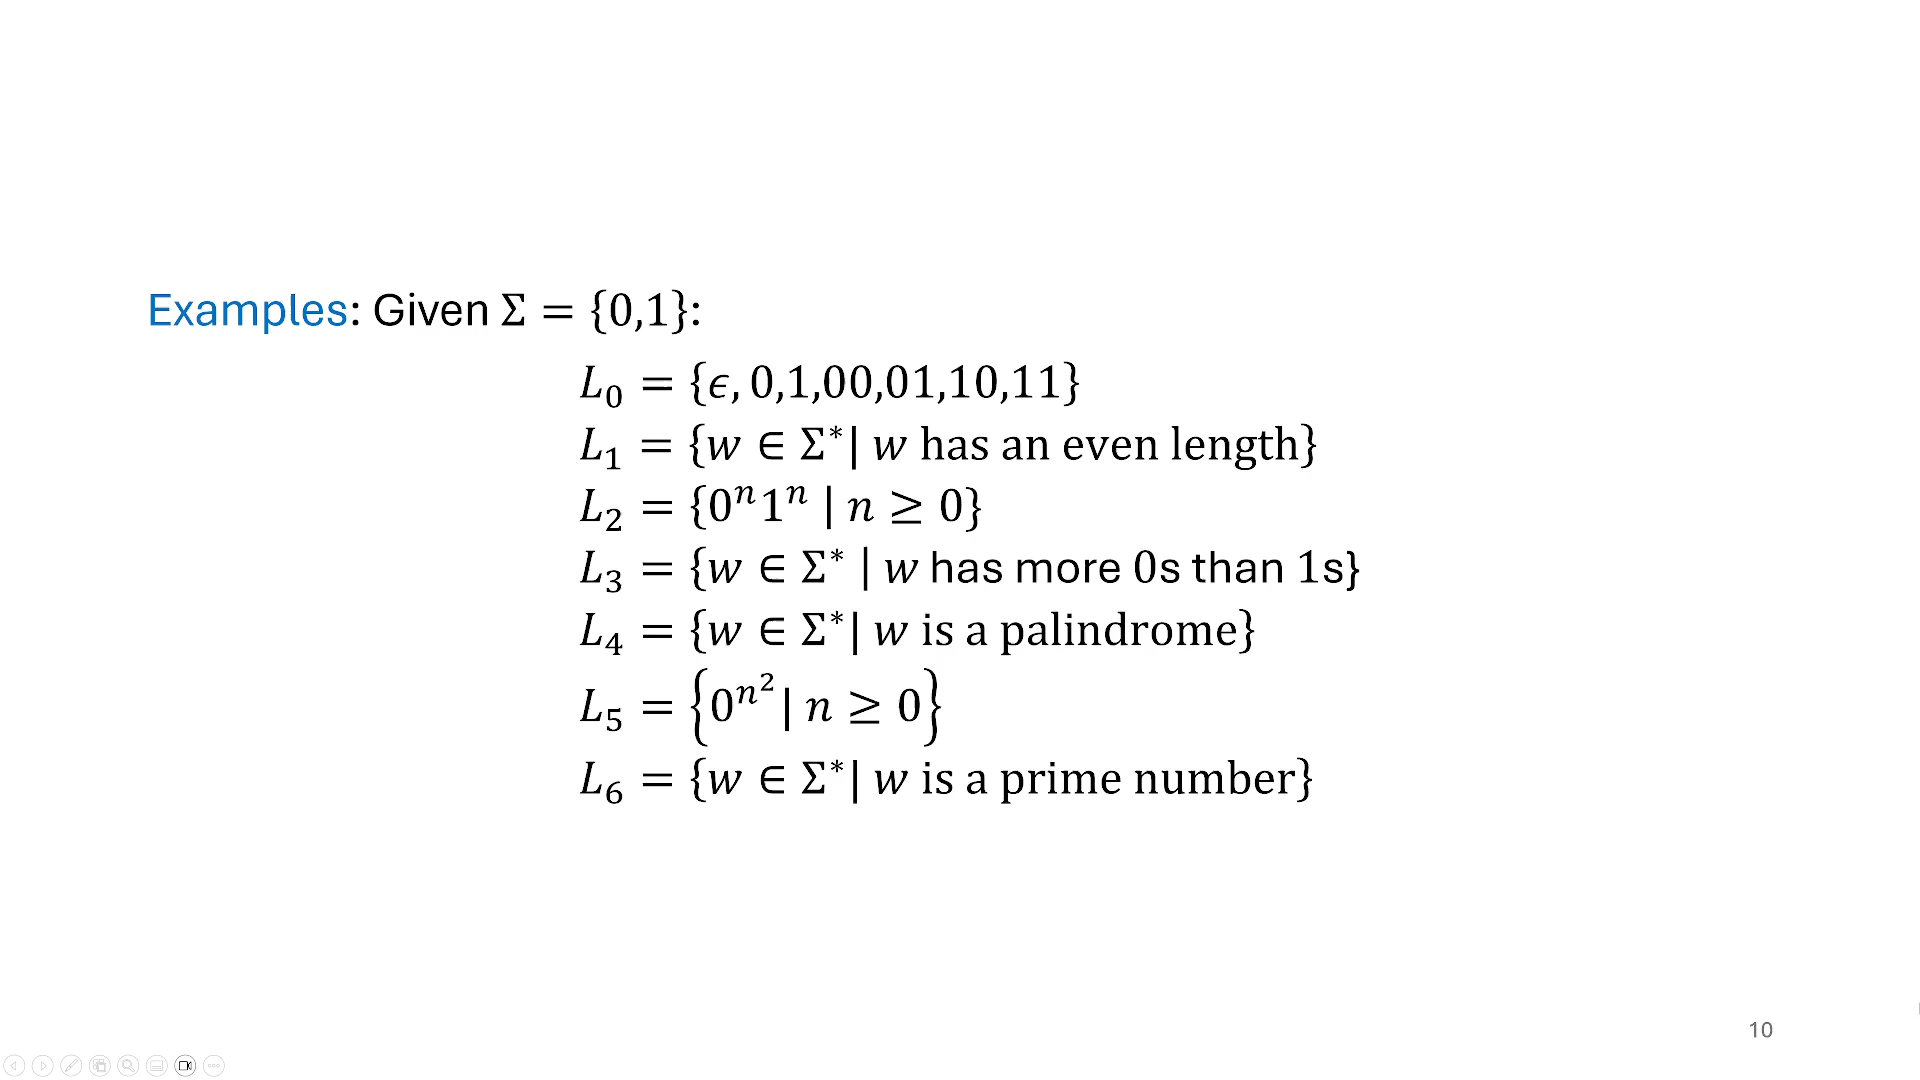 Examples: Given Σ = {0,1}:
L₀ = {ϵ, 0,1,00,01,10,11}
L₁ = {w ∈ Σ*| w has an even length}
L₂ = {0ⁿ1ⁿ | n ≥ 0}
L₃ = {w ∈ Σ* | w has more 0s than 1s}
L₄ = {w ∈ Σ*| w is a palindrome}
L₅ = {0^{n²}| n ≥ 0}
L₆ = {w ∈ Σ*| w is a prime number}
10